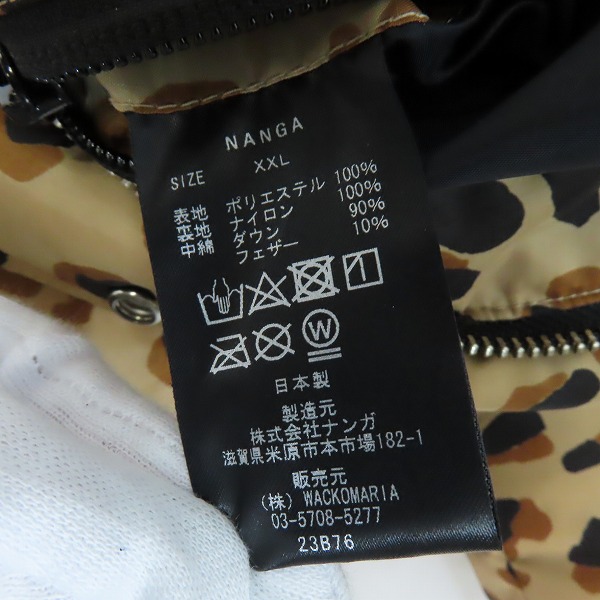 NANGA
SIZE XXL
表地 ポリエステル 100%
裏地 ナイロン 100%
中綿 ダウン 90%
フェザー 10%
W
日本製
製造元
株式会社ナンガ
滋賀県米原市本市場182-1
販売元
(株) WACKOMARIA
03-5708-5277
23B76